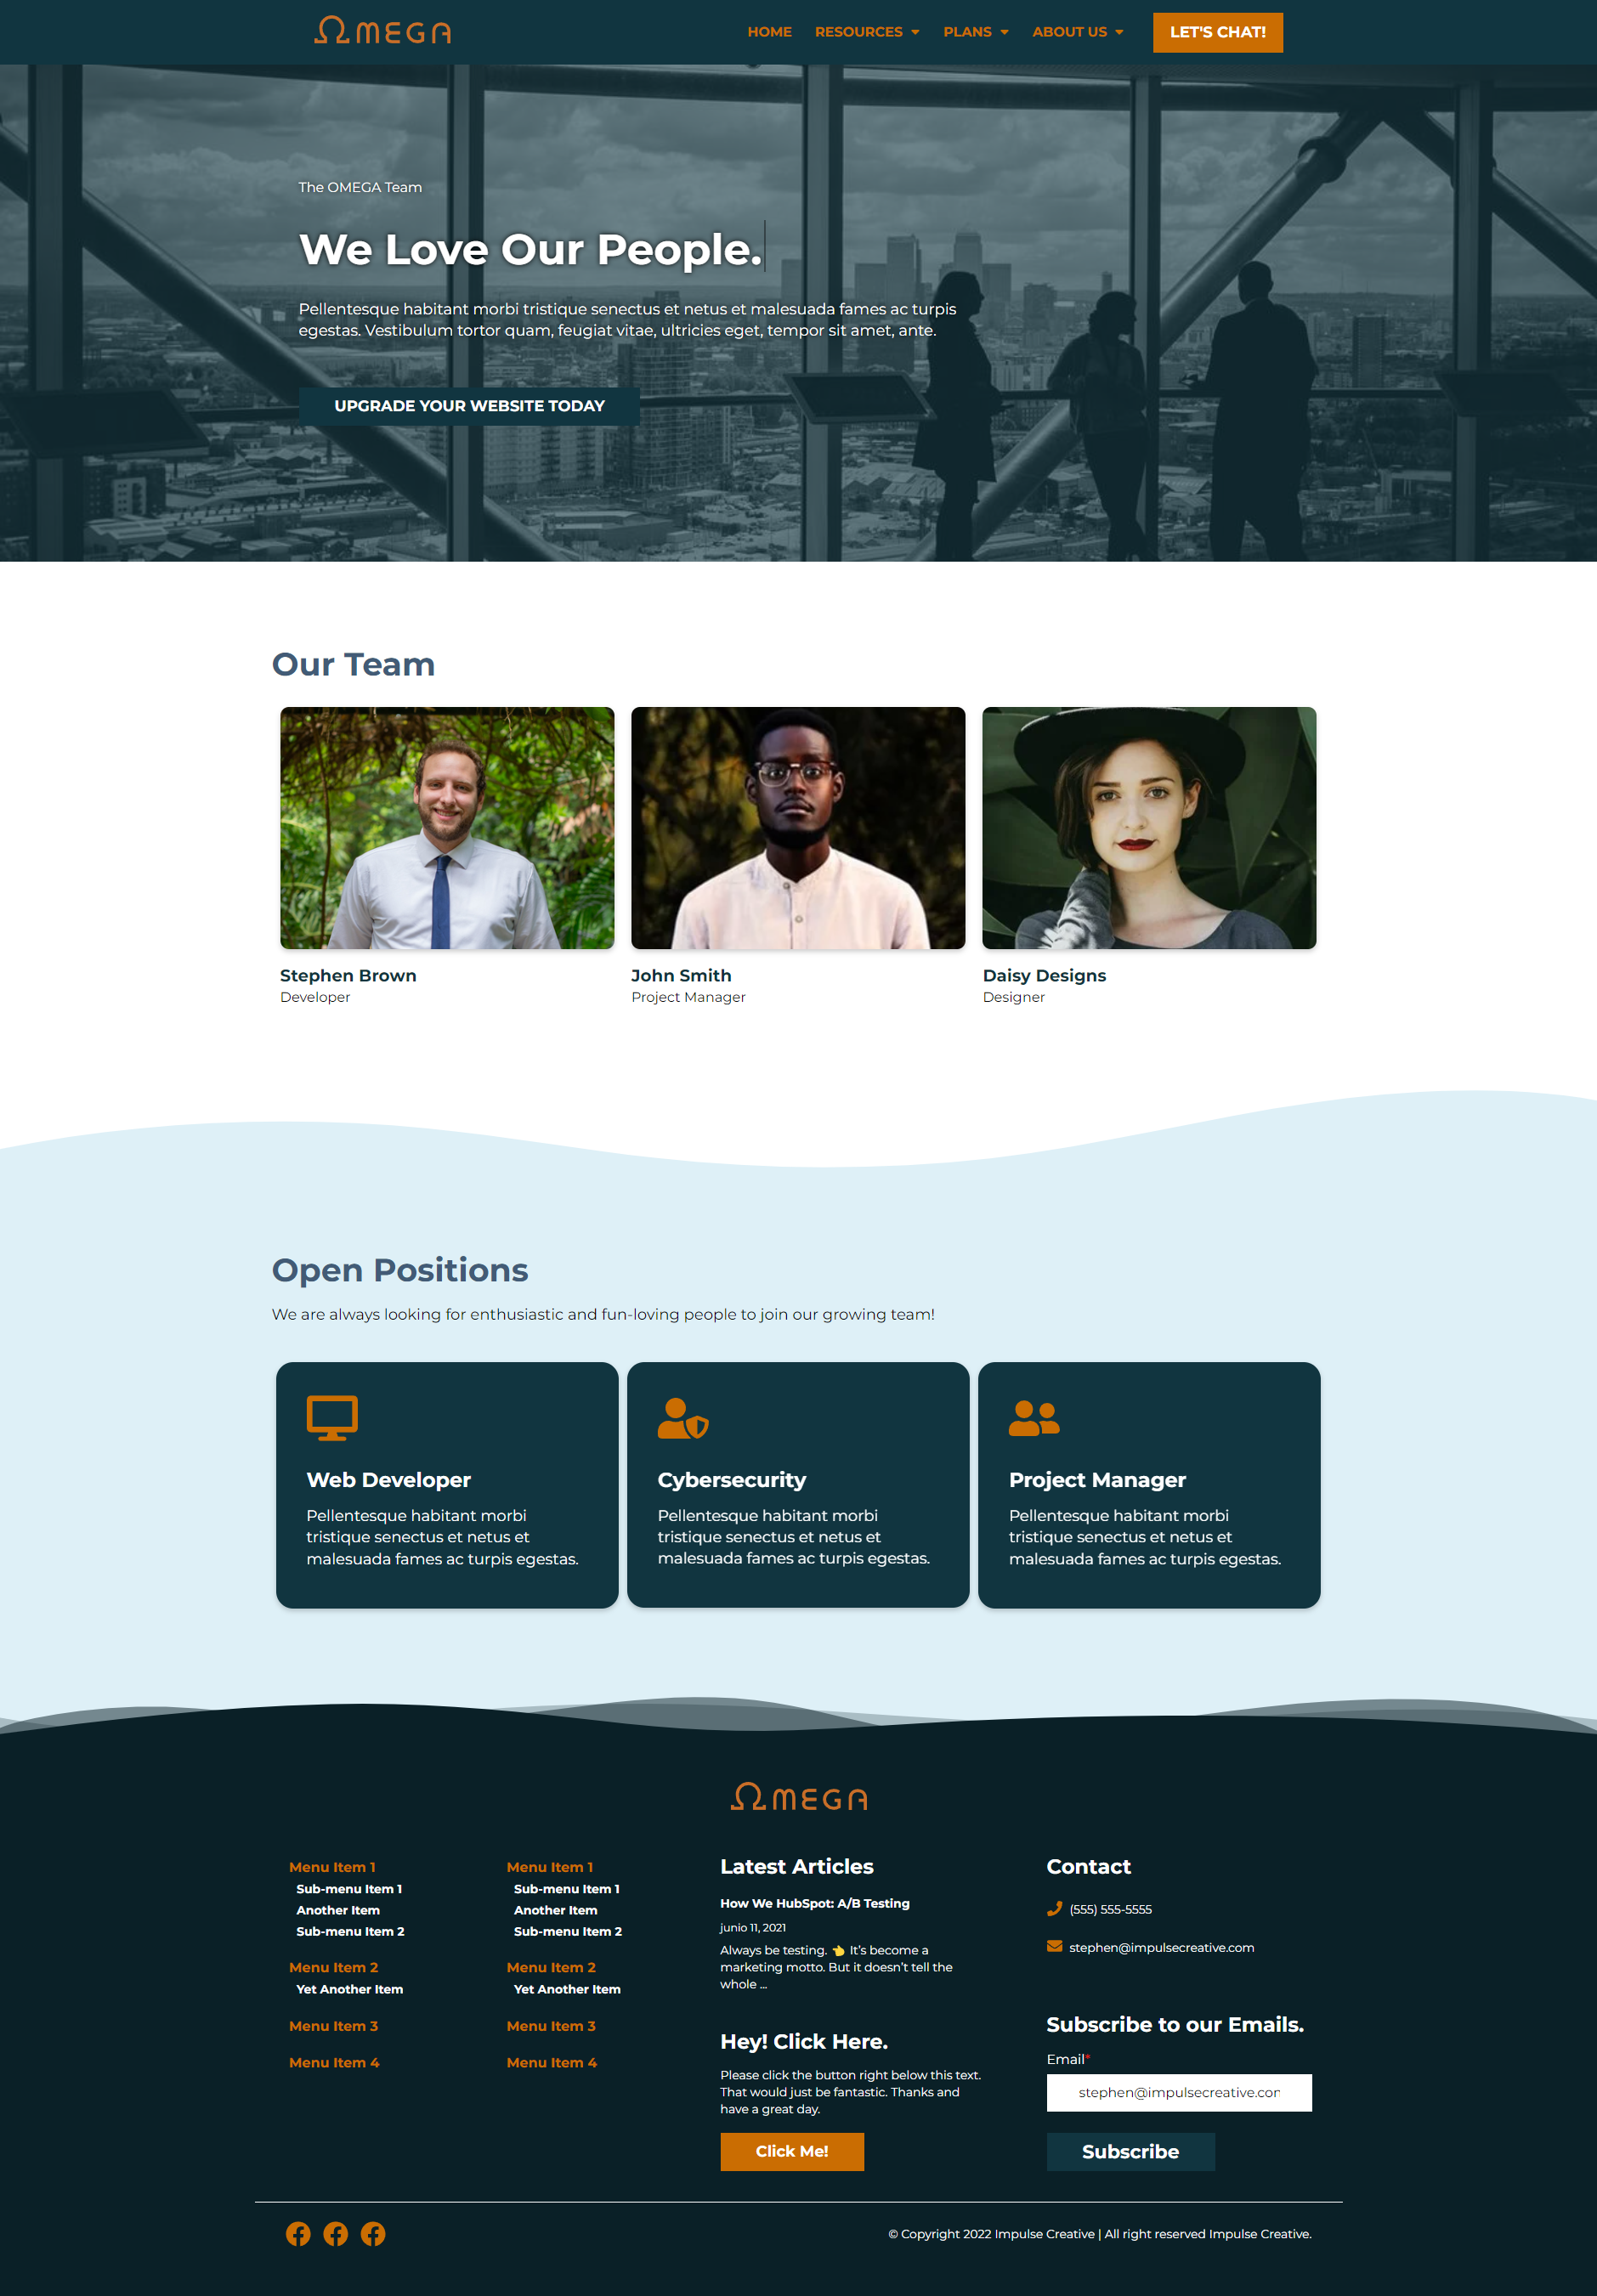 ΩMEGA
HOME RESOURCES PLANS ABOUT US LET'S CHAT!
The OMEGA Team
We Love Our People.
Pellentesque habitant morbi tristique senectus et netus et malesuada fames ac turpis
egestas. Vestibulum tortor quam, feugiat vitae, ultricies eget, tempor sit amet, ante.
UPGRADE YOUR WEBSITE TODAY
Our Team
Stephen Brown
Developer
John Smith
Project Manager
Daisy Designs
Designer
Open Positions
We are always looking for enthusiastic and fun-loving people to join our growing team!
Web Developer
Pellentesque habitant morbi
tristique senectus et netus et
malesuada fames ac turpis egestas.
Cybersecurity
Pellentesque habitant morbi
tristique senectus et netus et
malesuada fames ac turpis egestas.
Project Manager
Pellentesque habitant morbi
tristique senectus et netus et
malesuada fames ac turpis egestas.
ΩMEGA
Menu Item 1
Sub-menu Item 1
Another Item
Sub-menu Item 2
Menu Item 2
Yet Another Item
Menu Item 3
Menu Item 4
Menu Item 1
Sub-menu Item 1
Another Item
Sub-menu Item 2
Menu Item 2
Yet Another Item
Menu Item 3
Menu Item 4
Latest Articles
How We HubSpot: A/B Testing
junio 11, 2021
Always be testing. 👈 It's become a
marketing motto. But it doesn't tell the
whole ...
Hey! Click Here.
Please click the button right below this text.
That would just be fantastic. Thanks and
have a great day.
Click Me!
Contact
(555) 555-5555
stephen@impulsecreative.com
Subscribe to our Emails.
Email*
stephen@impulsecreative.con
Subscribe
© Copyright 2022 Impulse Creative | All right reserved Impulse Creative.